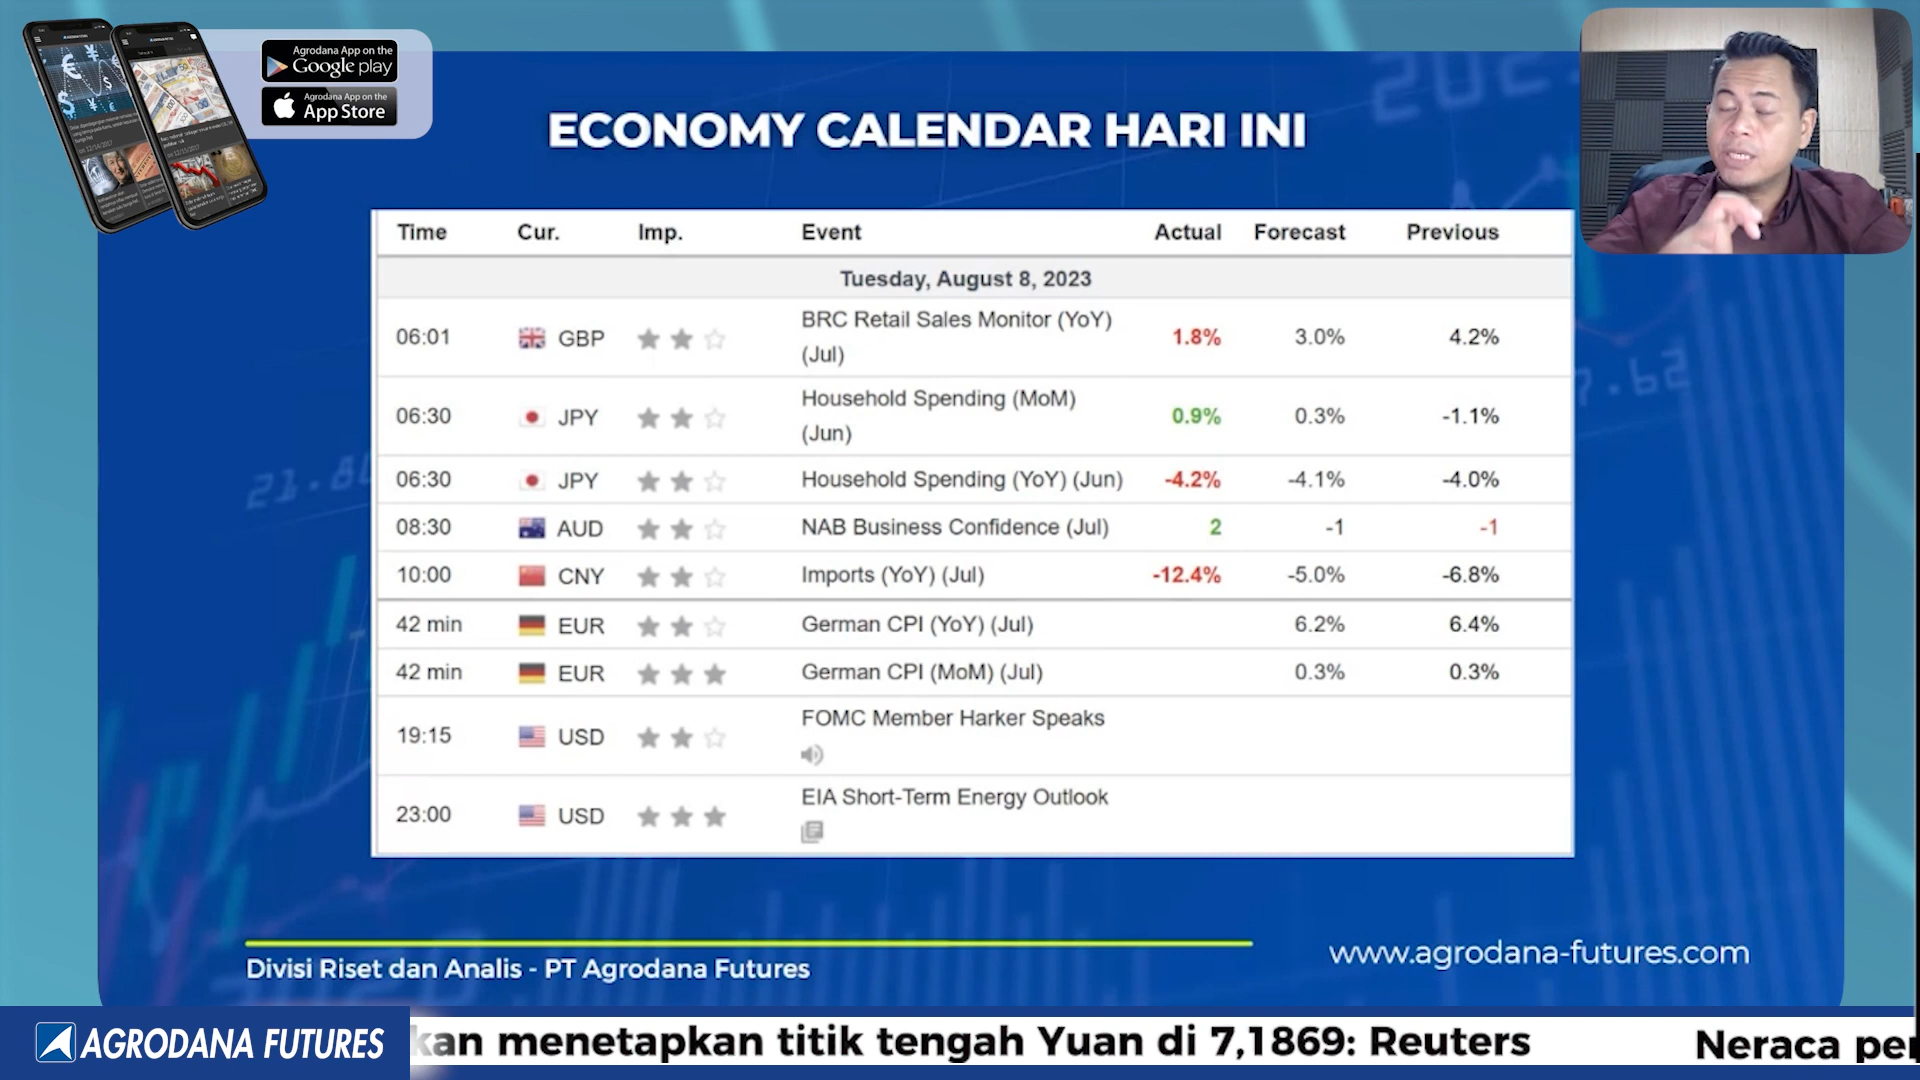 Agrodana App on the
Google play
Agrodana App on the
App Store
ECONOMY CALENDAR HARI INI
Time Cur. Imp. Event Actual Forecast Previous
Tuesday, August 8, 2023
06:01 GBP BRC Retail Sales Monitor (YoY) (Jul) 1.8% 3.0% 4.2%
06:30 JPY Household Spending (MoM) (Jun) 0.9% 0.3% -1.1%
06:30 JPY Household Spending (YoY) (Jun) -4.2% -4.1% -4.0%
08:30 AUD NAB Business Confidence (Jul) 2 -1 -1
10:00 CNY Imports (YoY) (Jul) -12.4% -5.0% -6.8%
42 min EUR German CPI (YoY) (Jul) 6.2% 6.4%
42 min EUR German CPI (MoM) (Jul) 0.3% 0.3%
19:15 USD FOMC Member Harker Speaks
23:00 USD EIA Short-Term Energy Outlook
21.8
7.62
Divisi Riset dan Analis - PT Agrodana Futures
www.agrodana-futures.com
AGRODANA FUTURES
kan menetapkan titik tengah Yuan di 7,1869: Reuters Neraca per